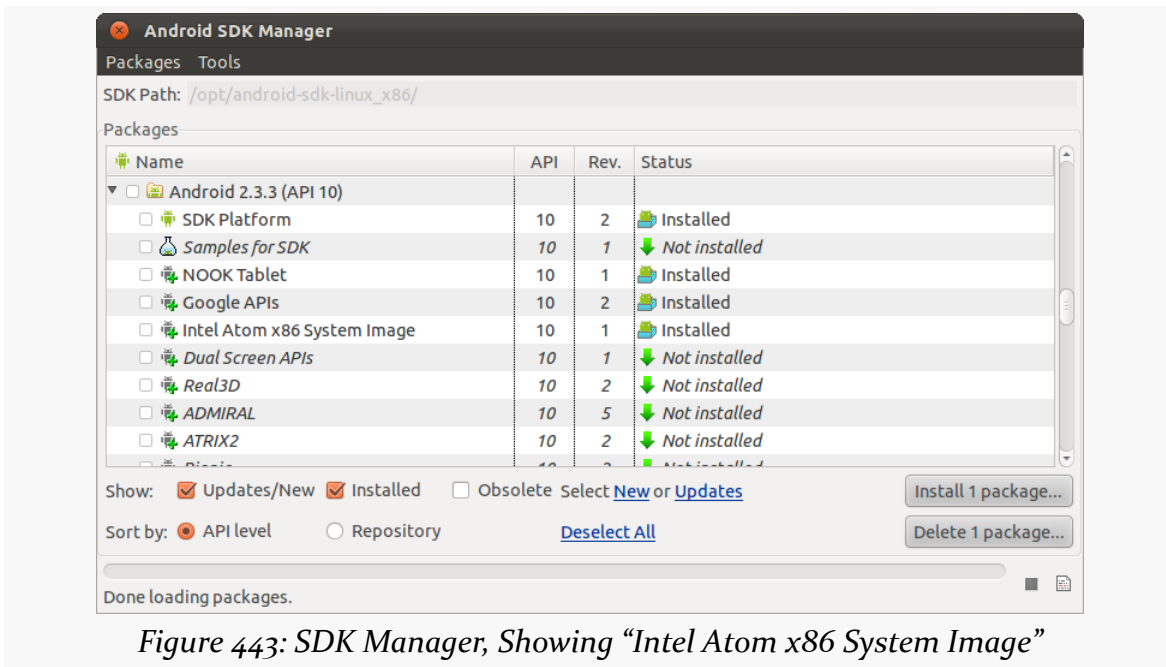 Android SDK Manager
Packages Tools
SDK Path: /opt/android-sdk-linux_x86/
Packages
Name API Rev. Status
Android 2.3.3 (API 10)
SDK Platform 10 2 Installed
Samples for SDK 10 1 Not installed
NOOK Tablet 10 1 Installed
Google APIs 10 2 Installed
Intel Atom x86 System Image 10 1 Installed
Dual Screen APIs 10 1 Not installed
Real3D 10 2 Not installed
ADMIRAL 10 5 Not installed
ATRIX2 10 2 Not installed
Show: Updates/New Installed Obsolete Select New or Updates Install 1 package...
Sort by: API level Repository Deselect All Delete 1 package...
Done loading packages.
Figure 443: SDK Manager, Showing “Intel Atom x86 System Image”